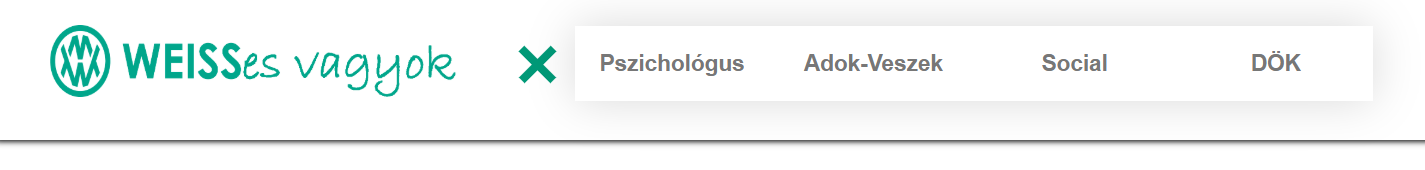 WEISSes vagyok
Pszichológus Adok-Veszek Social DÖK